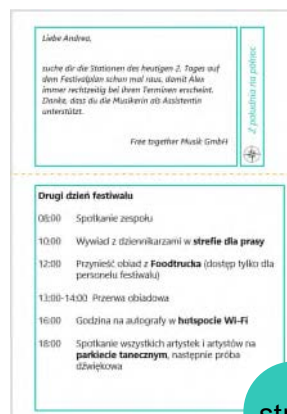 Liebe Andrea,
suche dir die Stationen des heutigen 2. Tages auf
dem Festivalplan schon mal raus, damit Alex
immer rechtzeitig bei ihren Terminen erscheint.
Danke, dass du die Musikerin als Assistentin
unterstützt.
Free together Musik GmbH
Z południa na północ
Drugi dzień festiwalu
08:00 Spotkanie zespołu
10:00 Wywiad z dziennikarzami w strefie dla prasy
12:00 Przynieść obiad z Foodtrucka (dostęp tylko dla
personelu festiwalu)
13:00-14:00 Przerwa obiadowa
16:00 Godzina na autografy w hotspocie Wi-Fi
18:00 Spotkanie wszystkich artystek i artystów na
parkiecie tanecznym, następnie próba
dźwiękowa